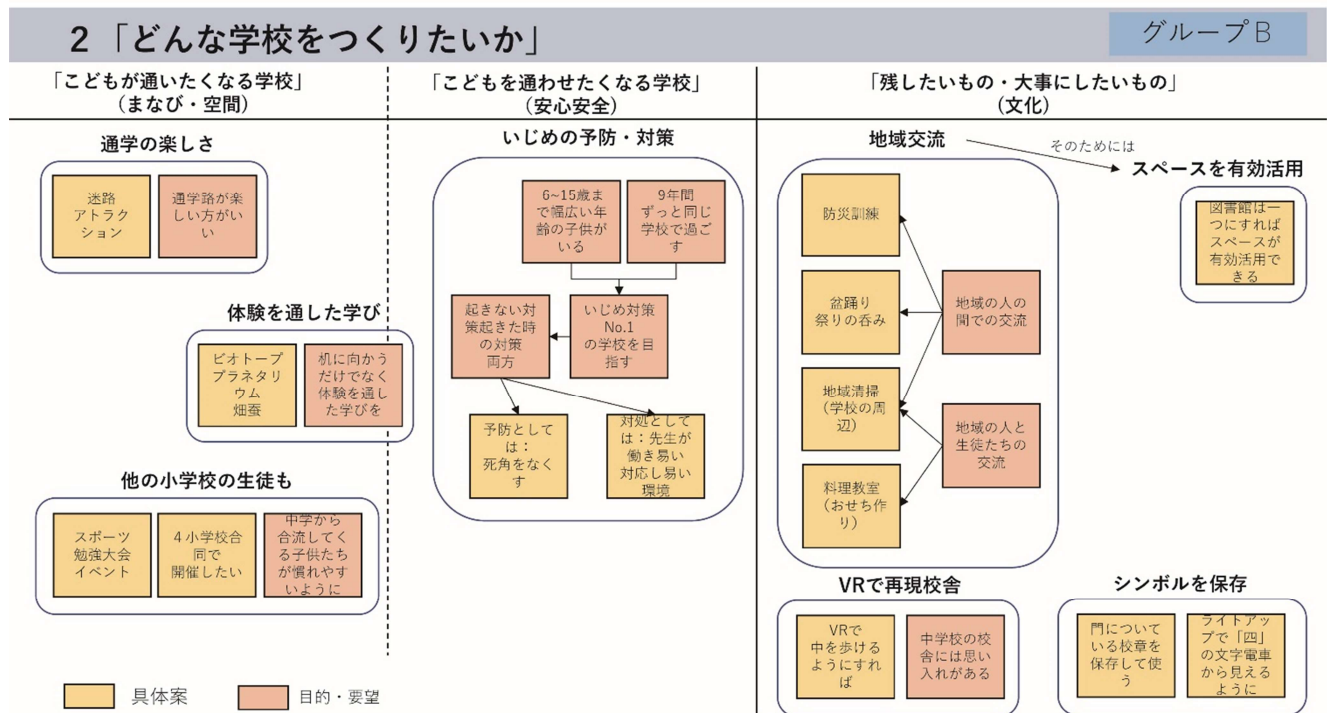 2「どんな学校をつくりたいか」
グループB
「こどもが通いたくなる学校」
（まなび・空間）
通学の楽しさ
迷路
アトラク
ション
通学路が楽
しい方がい
い
体験を通した学び
ビオトープ
プラネタリ
ウム
畑蚕
机に向かう
だけでなく
体験を通し
た学びを
他の小学校の生徒も
スポーツ
勉強大会
イベント
４小学校合
同で
開催したい
中学から
合流してく
る子供たち
が慣れやす
いように
「こどもを通わせたくなる学校」
（安心安全）
いじめの予防・対策
6~15歳ま
で幅広い年
齢の子供が
いる
9年間
ずっと同じ
学校で過ご
す
起きない対
策起きた時
の対策
両方
いじめ対策
No.1
の学校を目
指す
予防として
は：
死角をなく
す
対処として
は：先生が
働き易い
対応し易い
環境
「残したいもの・大事にしたいもの」
（文化）
地域交流
そのためには
スペースを有効活用
防災訓練
盆踊り
祭りの呑み
地域清掃
（学校の周
辺）
料理教室
（おせち作
り）
地域の人の
間での交流
地域の人と
生徒たちの
交流
図書館は一
つにすれば
スペースが
有効活用で
きる
VRで再現校舎
VRで
中を歩ける
ようにすれ
ば
中学校の校
舎には思い
入れがある
シンボルを保存
門について
いる校章を
保存して使
う
ライトアッ
プで「四」
の文字電車
から見える
ように
具体案
目的・要望